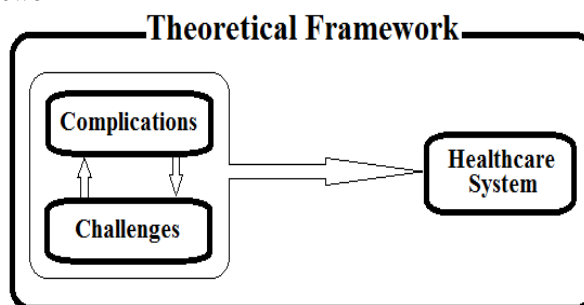 Theoretical Framework
Complications
Challenges
Healthcare
System